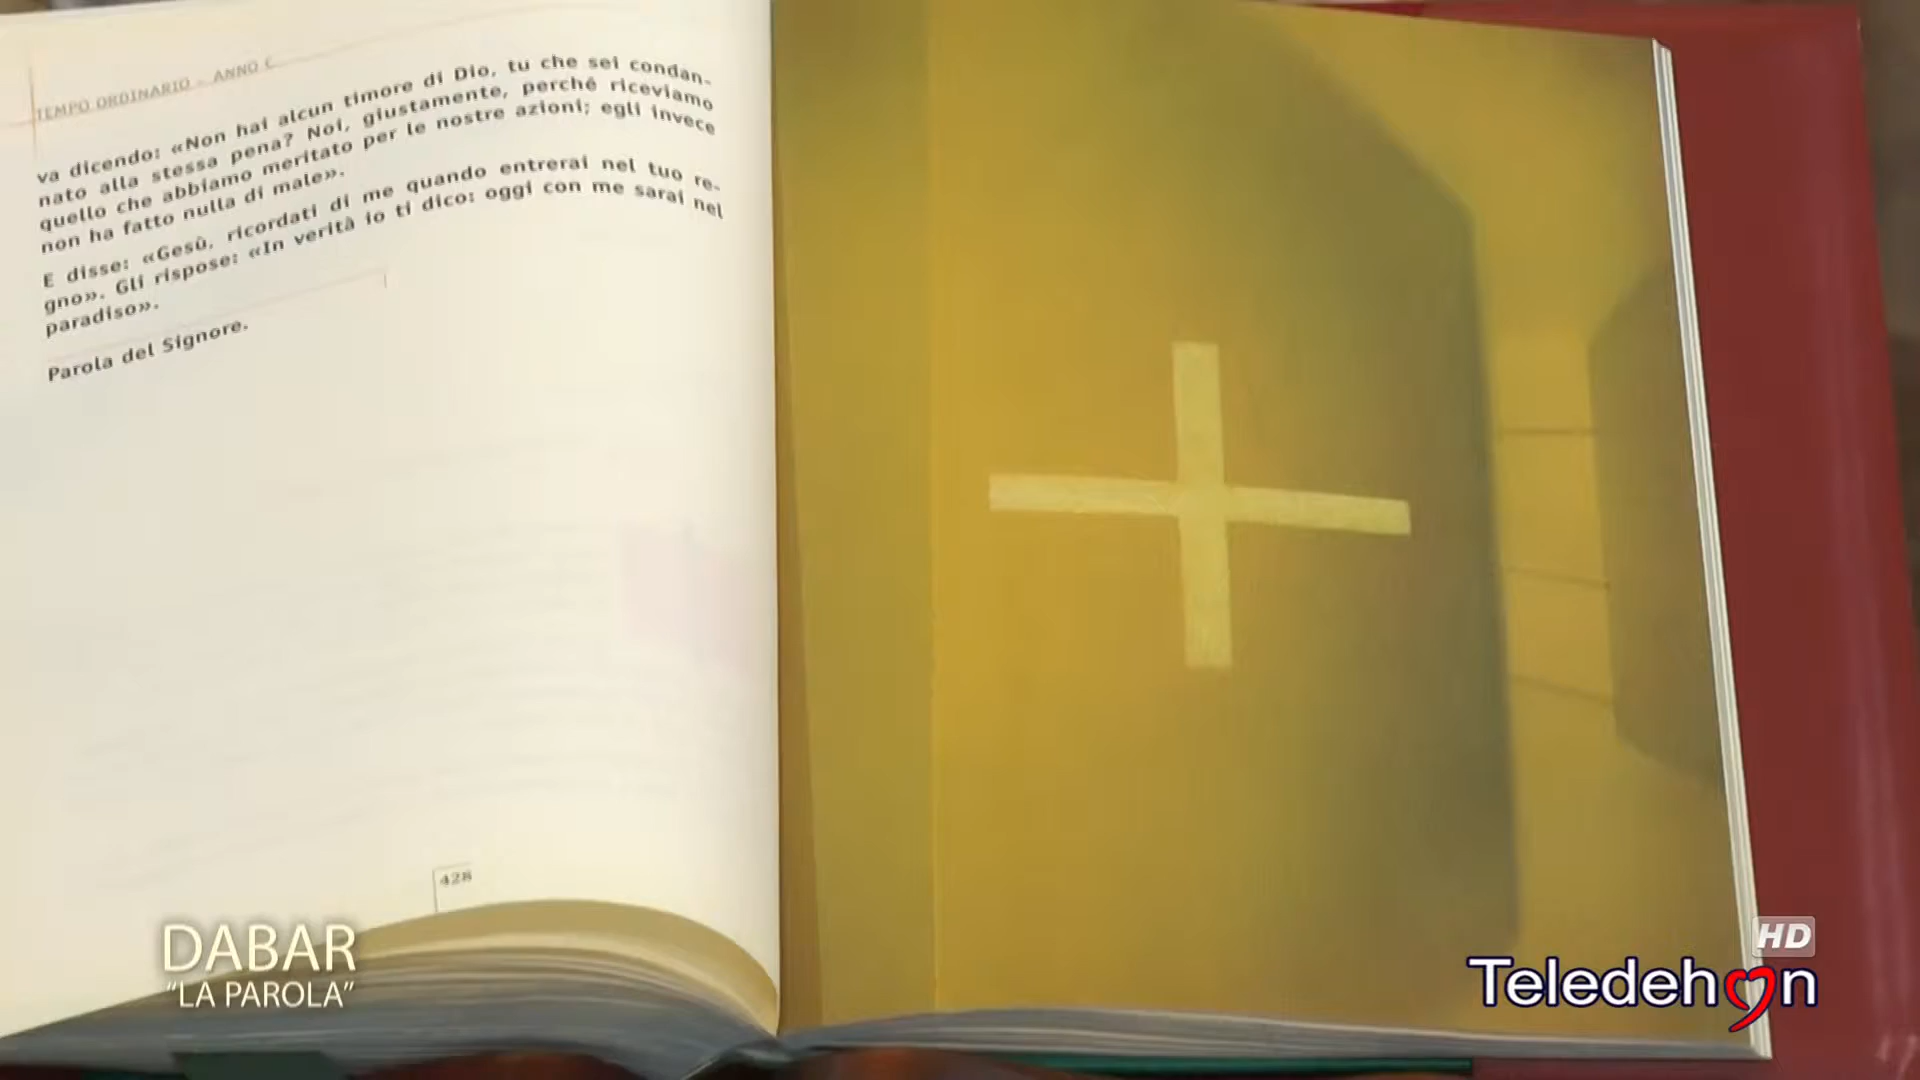 TEMPO ORDINARIO – ANNO C
va dicendo: «Non hai alcun timore di Dio, tu che sei condan-
nato alla stessa pena? Noi, giustamente, perché riceviamo
quello che abbiamo meritato per le nostre azioni; egli invece
non ha fatto nulla di male».
E disse: «Gesù, ricordati di me quando entrerai nel tuo re-
gno». Gli rispose: «In verità io ti dico: oggi con me sarai nel
paradiso».
Parola del Signore.
428
DABAR
“LA PAROLA”
HD
Teledehon